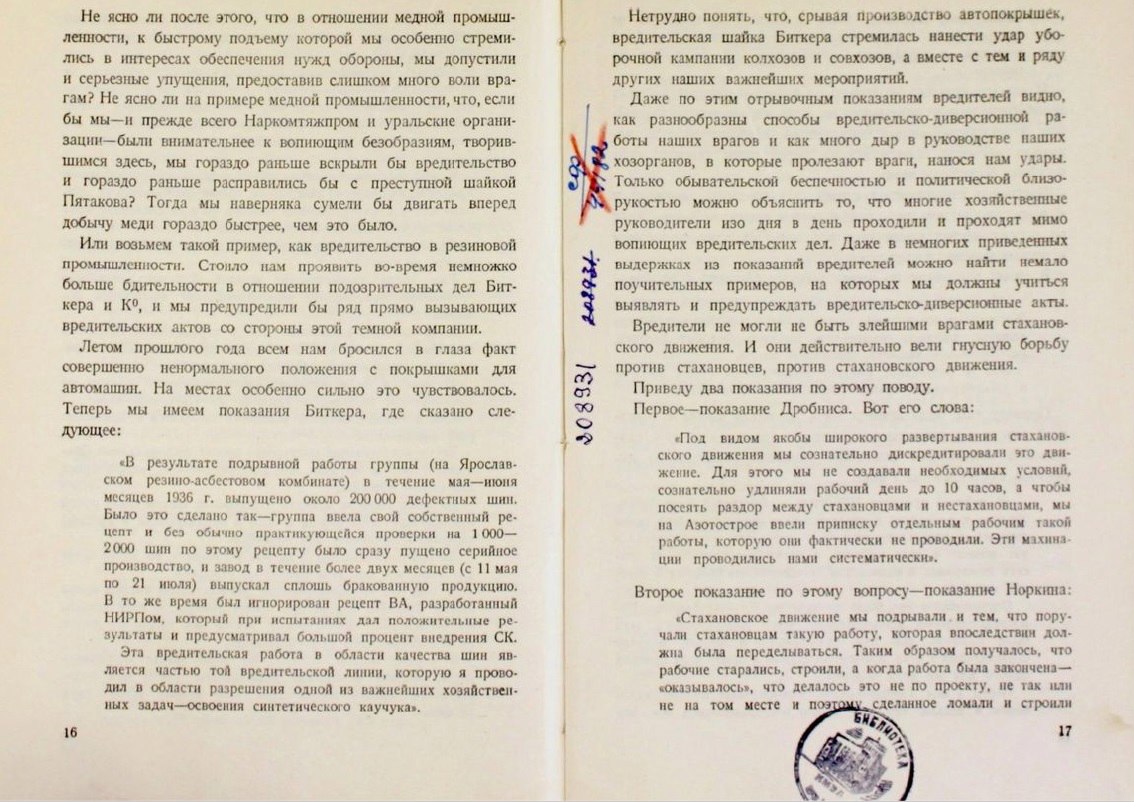 Не ясно ли после этого, что в отношении медной промыш-
ленности, к быстрому подъему которой мы особенно стреми-
лись в интересах обеспечения нужд обороны, мы допустили
и серьезные упущения, предоставив слишком много воли вра-
гам? Не ясно ли на примере медной промышленности, что, если
бы мы—и прежде всего Наркомтяжпром и уральские органи-
зации—были внимательнее к вопиющим безобразиям, творив-
шимся здесь, мы гораздо раньше вскрыли бы вредительство
и гораздо раньше расправились бы с преступной шайкой
Пятакова? Тогда мы наверняка сумели бы двигать вперед
добычу меди гораздо быстрее, чем это было.
Или возьмем такой пример, как вредительство в резиновой
промышленности. Стоило нам проявить во-время немножко
больше бдительности в отношении подозрительных дел Бит-
кера и К⁰, и мы предупредили бы ряд прямо вызывающих
вредительских актов со стороны этой темной компании.
Летом прошлого года всем нам бросился в глаза факт
совершенно ненормального положения с покрышками для
автомашин. На местах особенно сильно это чувствовалось.
Теперь мы имеем показания Биткера, где сказано сле-
дующее:
«В результате подрывной работы группы (на Ярослав-
ском резино-асбестовом комбинате) в течение мая—июня
месяцев 1936 г. выпущено около 200 000 дефектных шин.
Было это сделано так—группа ввела свой собственный ре-
цепт и без обычно практикующейся проверки на 1 000—
2 000 шин по этому рецепту было сразу пущено серийное
производство, и завод в течение более двух месяцев (с 11 мая
по 21 июля) выпускал сплошь бракованную продукцию.
В то же время был игнорирован рецепт ВА, разработанный
НИРПом, который при испытаниях дал положительные ре-
зультаты и предусматривал большой процент внедрения СК.
Эта вредительская работа в области качества шин яв-
ляется частью той вредительской линии, которую я прово-
дил в области разрешения одной из важнейших хозяйствен-
ных задач—освоения синтетического каучука».
16
208931
208931
Нетрудно понять, что, срывая производство автопокрышек,
вредительская шайка Биткера стремилась нанести удар убо-
рочной кампании колхозов и совхозов, а вместе с тем и ряду
других наших важнейших мероприятий.
Даже по этим отрывочным показаниям вредителей видно,
как разнообразны способы вредительско-диверсионной ра-
боты наших врагов и как много дыр в руководстве наших
хозорганов, в которые пролезают враги, нанося нам удары.
Только обывательской беспечностью и политической близо-
рукостью можно объяснить то, что многие хозяйственные
руководители изо дня в день проходили и проходят мимо
вопиющих вредительских дел. Даже в немногих приведенных
выдержках из показаний вредителей можно найти немало
поучительных примеров, на которых мы должны учиться
выявлять и предупреждать вредительско-диверсионные акты.
Вредители не могли не быть злейшими врагами стаханов-
ского движения. И они действительно вели гнусную борьбу
против стахановцев, против стахановского движения.
Приведу два показания по этому поводу.
Первое—показание Дробниса. Вот его слова:
«Под видом якобы широкого развертывания стаханов-
ского движения мы сознательно дискредитировали это дви-
жение. Для этого мы не создавали необходимых условий,
сознательно удлиняли рабочий день до 10 часов, а чтобы
посеять раздор между стахановцами и нестахановцами, мы
на Азотострое ввели приписку отдельным рабочим такой
работы, которую они фактически не проводили. Эти махина-
ции проводились нами систематически».
Второе показание по этому вопросу—показание Норкина:
«Стахановское движение мы подрывали и тем, что пору-
чали стахановцам такую работу, которая впоследствии дол-
жна была переделываться. Таким образом получалось, что
рабочие старались, строили, а когда работа была закончена—
«оказывалось», что делалось это не по проекту, не так или
не на том месте и поэтому сделанное ломали и строили
17
БИБЛИОТЕКА